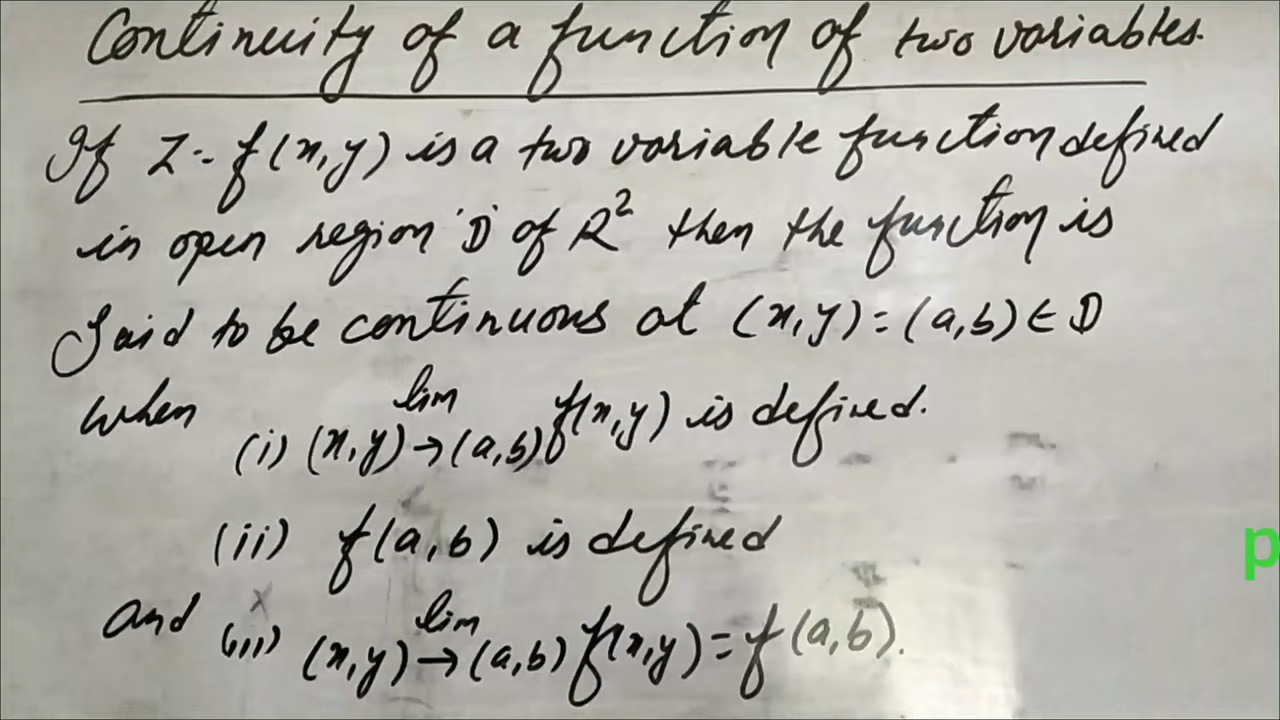 Continuity of a function of two variables.
If Z = f(x,y) is a two variable function defined
in open region 'D' of R² then the function is
Said to be continuous at (x,y) = (a,b) ∈ D
when
lim
(i) (x,y)→(a,b) f(x,y) is defined.
(ii) f(a,b) is defined
and
lim
(iii) (x,y)→(a,b) f(x,y) = f(a,b).
p